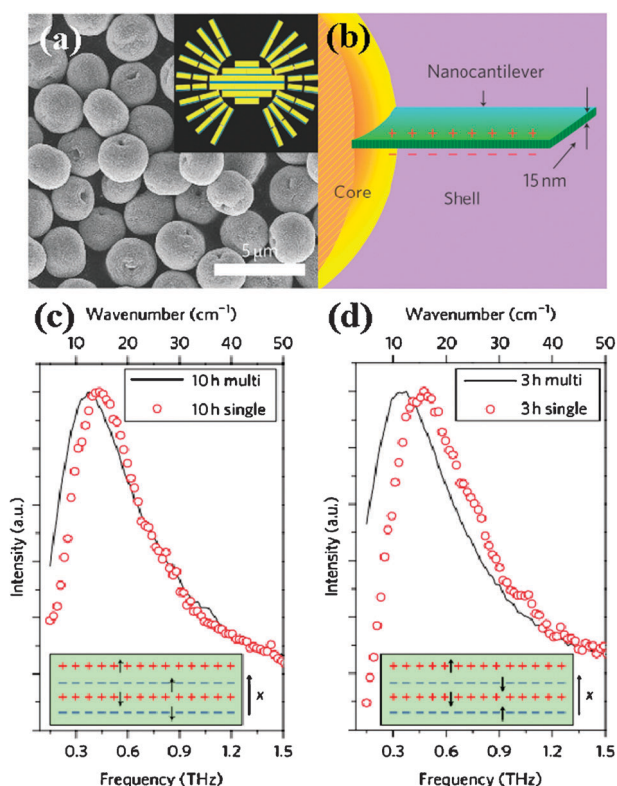 (a)
5 μm
(b)
Nanocantilever
15 nm
Core
Shell
(c)
Wavenumber (cm⁻¹)
10 20 30 40 50
10 h multi
10 h single
Intensity (a.u.)
+ + + + + + + + + + + + +
− − − − − − − − − − − − −
+ + + + + + + + + + + + +
− − − − − − − − − − − − −
x
0.3 0.6 0.9 1.2 1.5
Frequency (THz)
(d)
Wavenumber (cm⁻¹)
10 20 30 40 50
3 h multi
3 h single
Intensity (a.u.)
x
0.3 0.6 0.9 1.2 1.5
Frequency (THz)